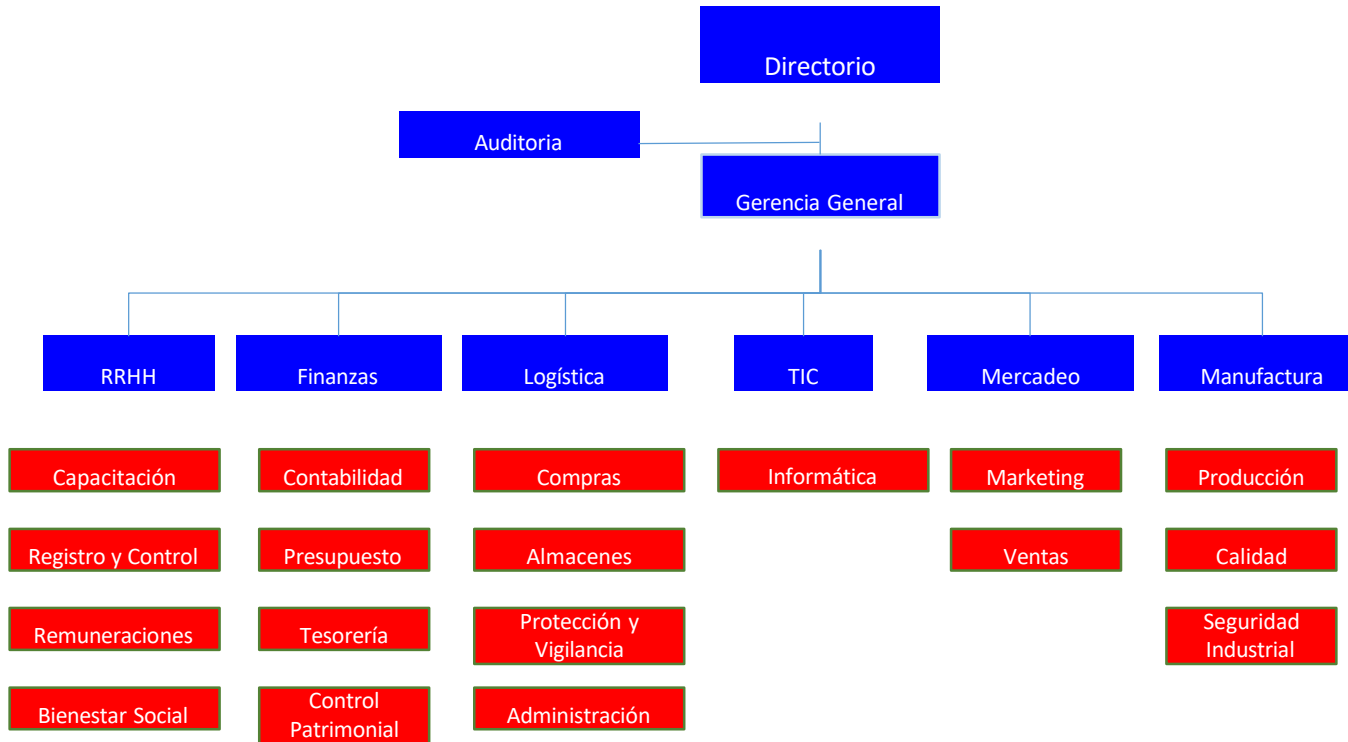 Directorio
Auditoria
Gerencia General
RRHH
Finanzas
Logística
TIC
Mercadeo
Manufactura
Capacitación
Contabilidad
Compras
Informática
Marketing
Producción
Registro y Control
Presupuesto
Almacenes
Ventas
Calidad
Remuneraciones
Tesorería
Protección y
Vigilancia
Seguridad
Industrial
Bienestar Social
Control
Patrimonial
Administración